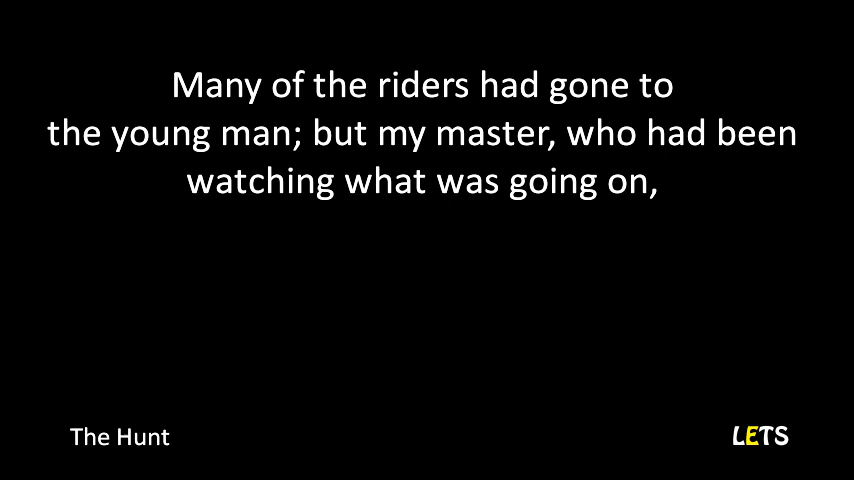 Many of the riders had gone to
the young man; but my master, who had been
watching what was going on,
The Hunt
LETS